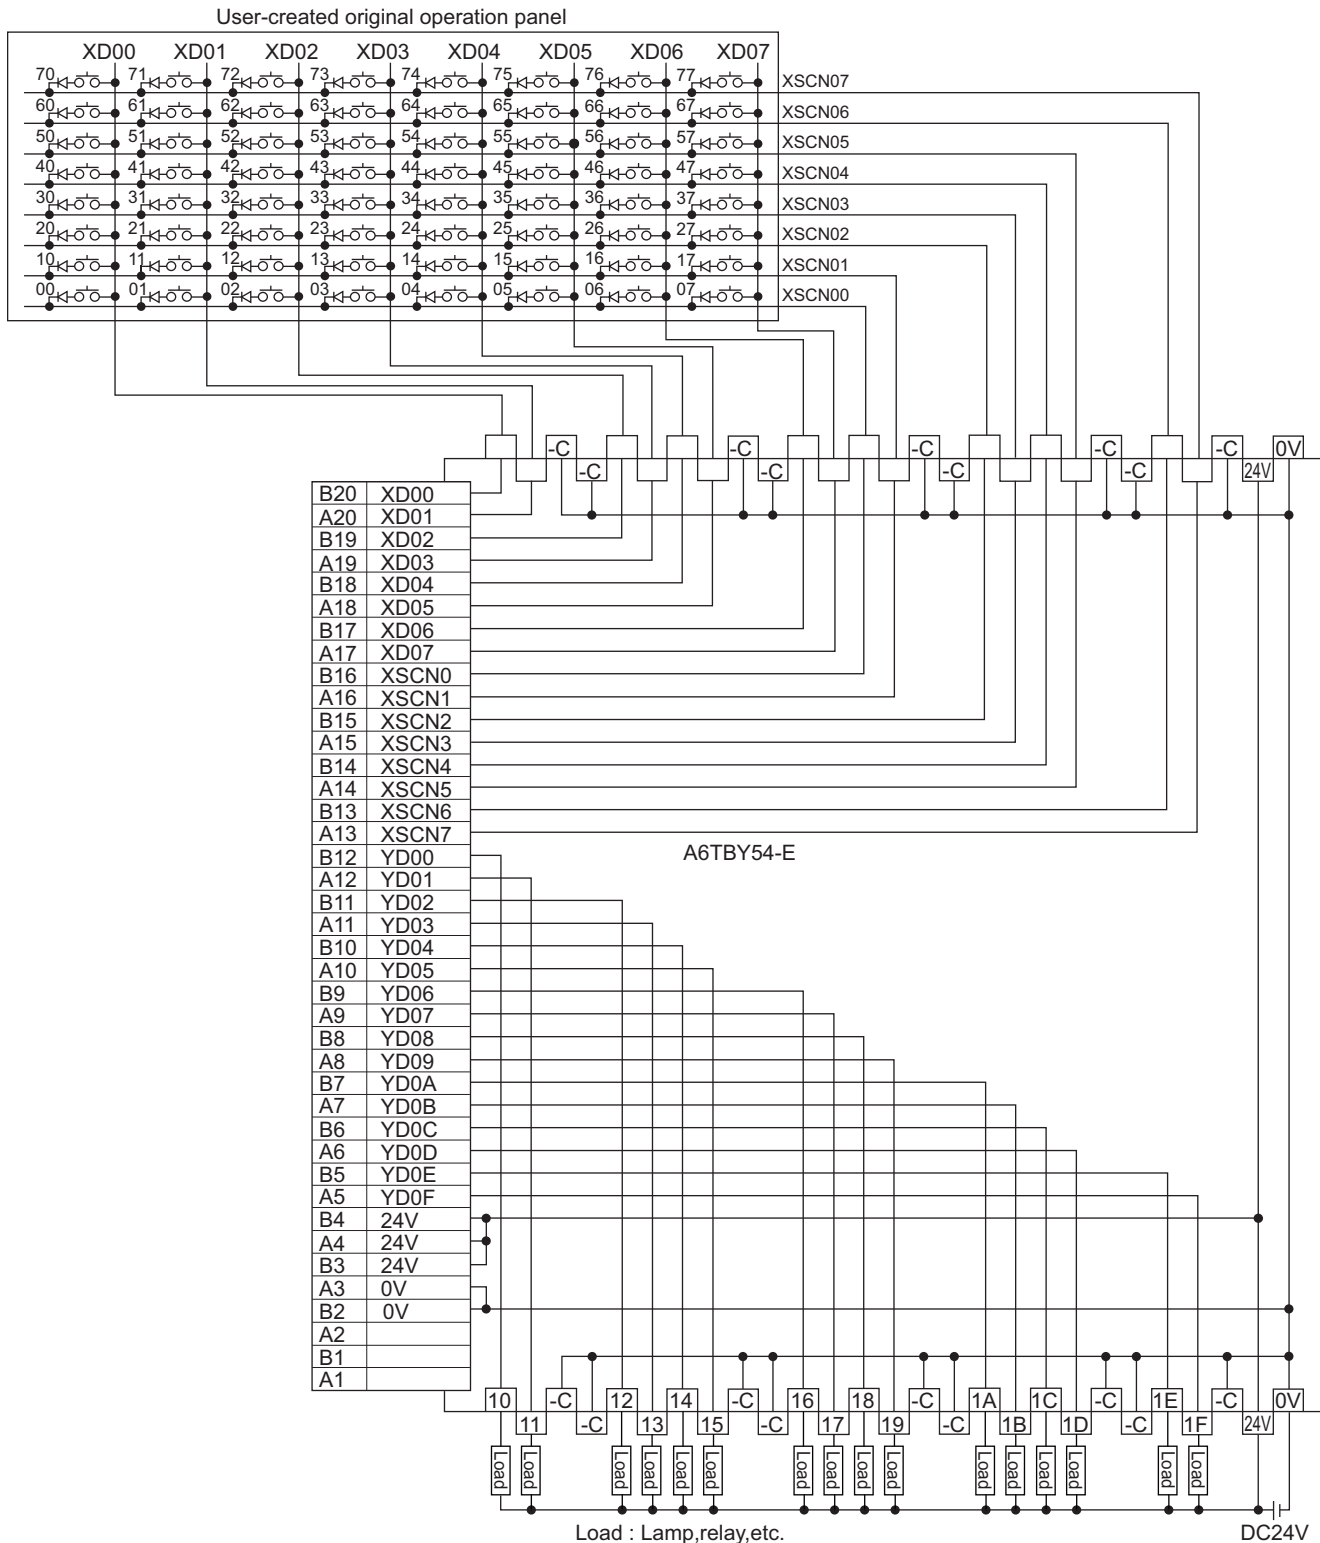 User-created original operation panel
XD00 XD01 XD02 XD03 XD04 XD05 XD06 XD07
70 71 72 73 74 75 76 77 XSCN07
60 61 62 63 64 65 66 67 XSCN06
50 51 52 53 54 55 56 57 XSCN05
40 41 42 43 44 45 46 47 XSCN04
30 31 32 33 34 35 36 37 XSCN03
20 21 22 23 24 25 26 27 XSCN02
10 11 12 13 14 15 16 17 XSCN01
00 01 02 03 04 05 06 07 XSCN00
-C -C -C -C -C 0V
-C -C -C -C 24V
B20 XD00
A20 XD01
B19 XD02
A19 XD03
B18 XD04
A18 XD05
B17 XD06
A17 XD07
B16 XSCN0
A16 XSCN1
B15 XSCN2
A15 XSCN3
B14 XSCN4
A14 XSCN5
B13 XSCN6
A13 XSCN7
A6TBY54-E
B12 YD00
A12 YD01
B11 YD02
A11 YD03
B10 YD04
A10 YD05
B9 YD06
A9 YD07
B8 YD08
A8 YD09
B7 YD0A
A7 YD0B
B6 YD0C
A6 YD0D
B5 YD0E
A5 YD0F
B4 24V
A4 24V
B3 24V
A3 0V
B2 0V
A2
B1
A1
10 -C 12 14 -C 16 18 -C 1A 1C -C 1E -C 0V
11 -C 13 15 -C 17 19 -C 1B 1D -C 1F 24V
Load Load Load Load Load Load Load Load Load Load Load Load Load Load Load Load
Load : Lamp,relay,etc. DC24V